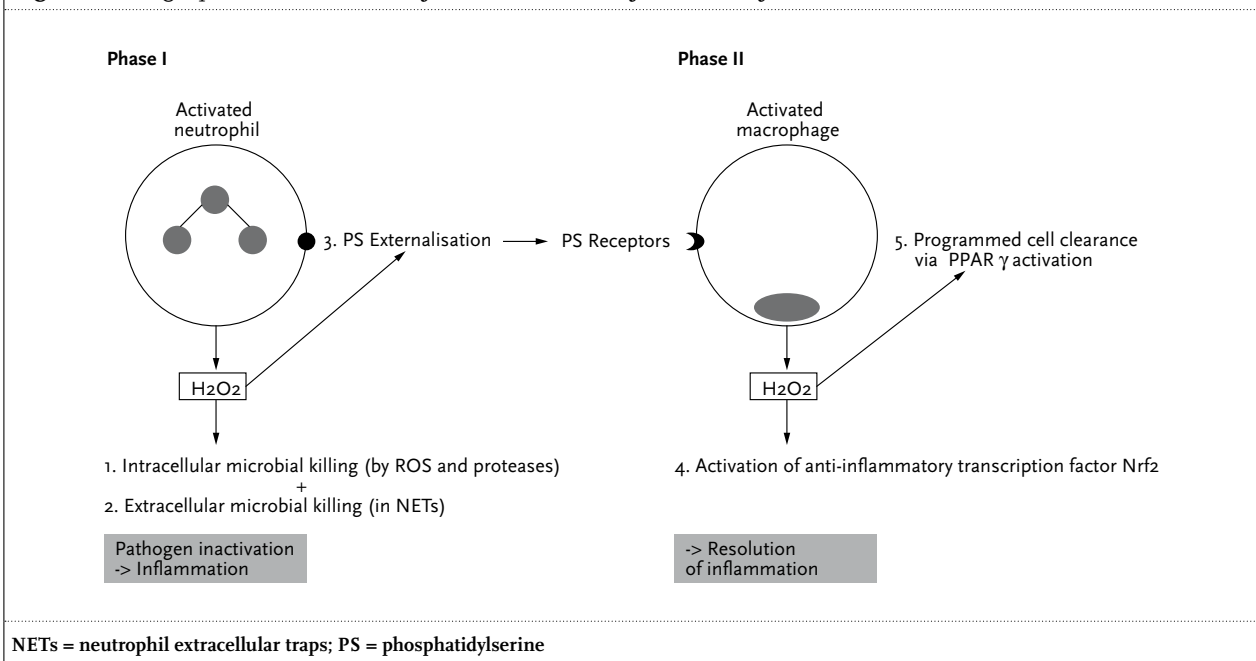 Phase I
Activated
neutrophil
3. PS Externalisation
H2O2
1. Intracellular microbial killing (by ROS and proteases)
+
2. Extracellular microbial killing (in NETs)
Pathogen inactivation
-> Inflammation
PS Receptors
Phase II
Activated
macrophage
5. Programmed cell clearance
via PPAR γ activation
H2O2
4. Activation of anti-inflammatory transcription factor Nrf2
-> Resolution
of inflammation
NETs = neutrophil extracellular traps; PS = phosphatidylserine